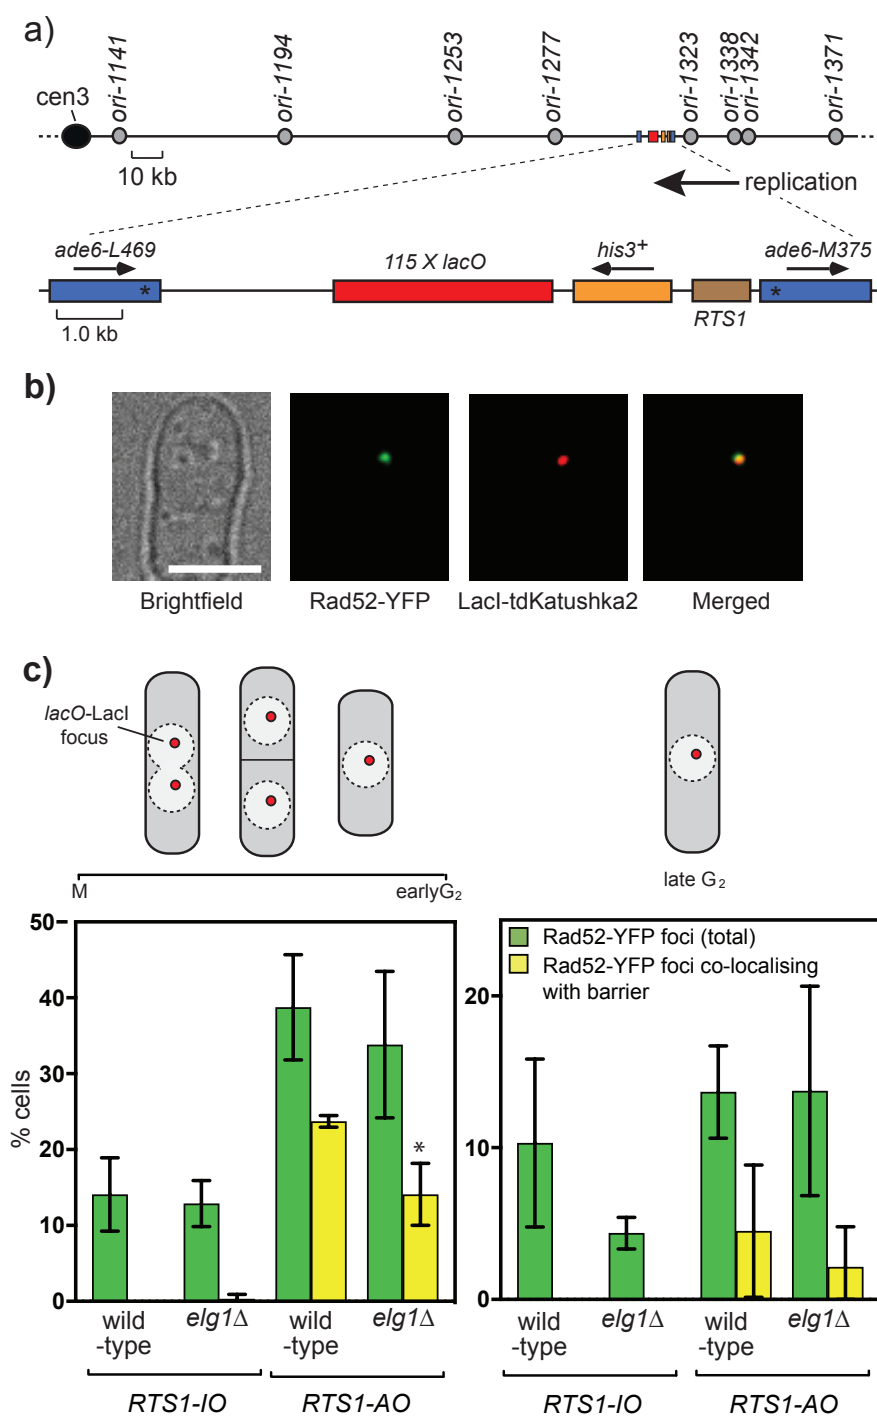 a)
cen3
ori-1141
ori-1194
ori-1253
ori-1277
ori-1323
ori-1338
ori-1342
ori-1371
10 kb
replication
ade6-L469
115 X lacO
his3+
ade6-M375
*
*
RTS1
1.0 kb
b)
Brightfield
Rad52-YFP
LacI-tdKatushka2
Merged
c)
lacO-LacI
focus
M
earlyG2
late G2
% cells
50
40
30
20
10
0
*
wild
-type
elg1Δ
wild
-type
elg1Δ
RTS1-IO
RTS1-AO
Rad52-YFP foci (total)
Rad52-YFP foci co-localising
with barrier
20
10
0
wild
-type
elg1Δ
wild
-type
elg1Δ
RTS1-IO
RTS1-AO